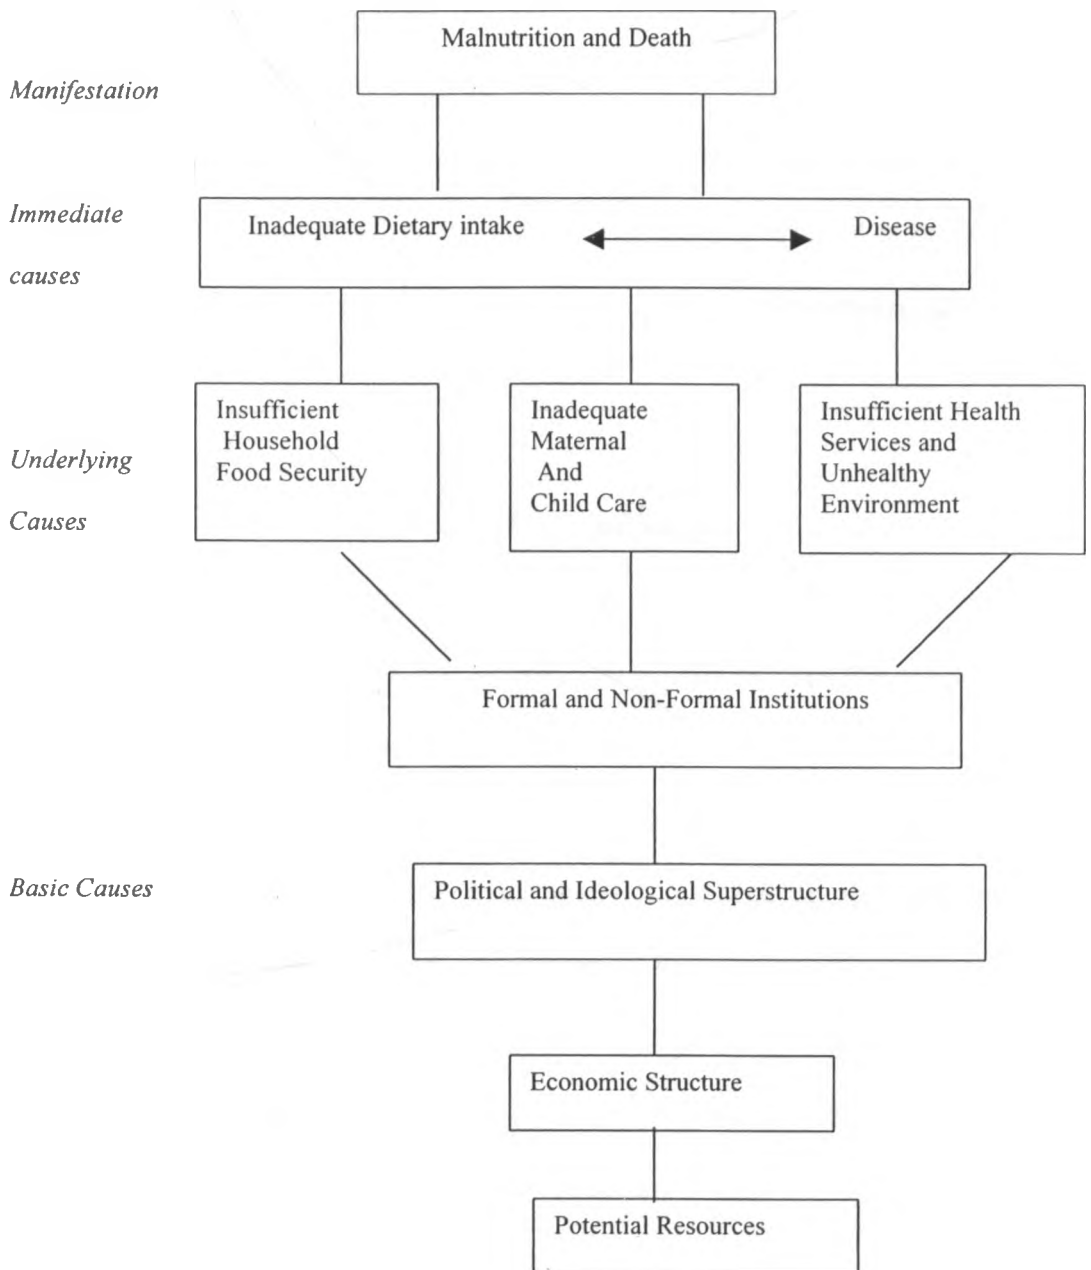 Malnutrition and Death
Manifestation
Immediate
causes
Inadequate Dietary intake
Disease
Underlying
Causes
Insufficient
Household
Food Security
Inadequate
Maternal
And
Child Care
Insufficient Health
Services and
Unhealthy
Environment
Formal and Non-Formal Institutions
Basic Causes
Political and Ideological Superstructure
Economic Structure
Potential Resources